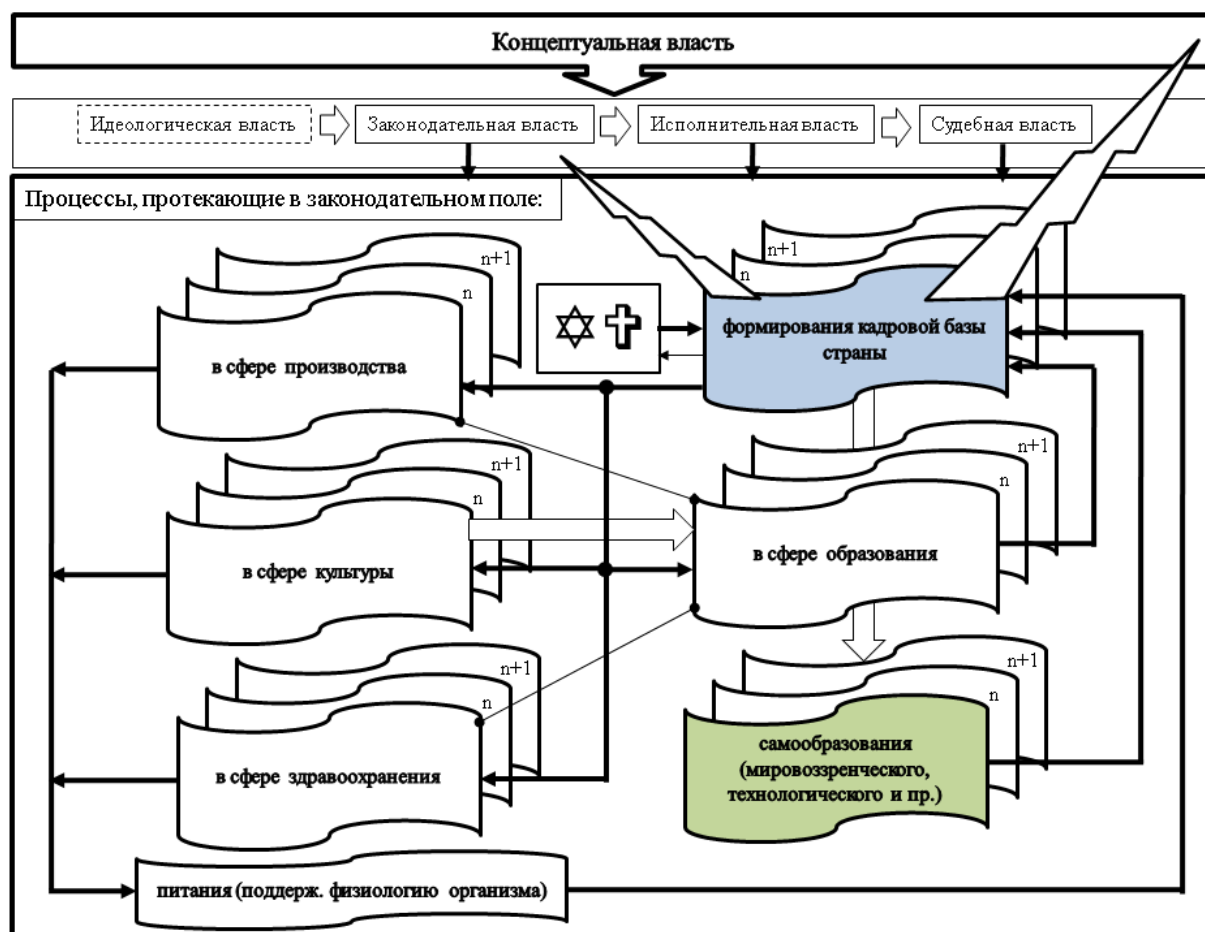 Концептуальная власть
Идеологическая власть
Законодательная власть
Исполнительная власть
Судебная власть
Процессы, протекающие в законодательном поле:
n+1
n
в сфере производства
n+1
n
формирования кадровой базы
страны
n+1
n
в сфере культуры
n
в сфере образования
n+1
n
в сфере здравоохранения
n+1
n
самообразования
(мировоззренческого,
технологического и пр.)
питания (поддерж. физиологию организма)